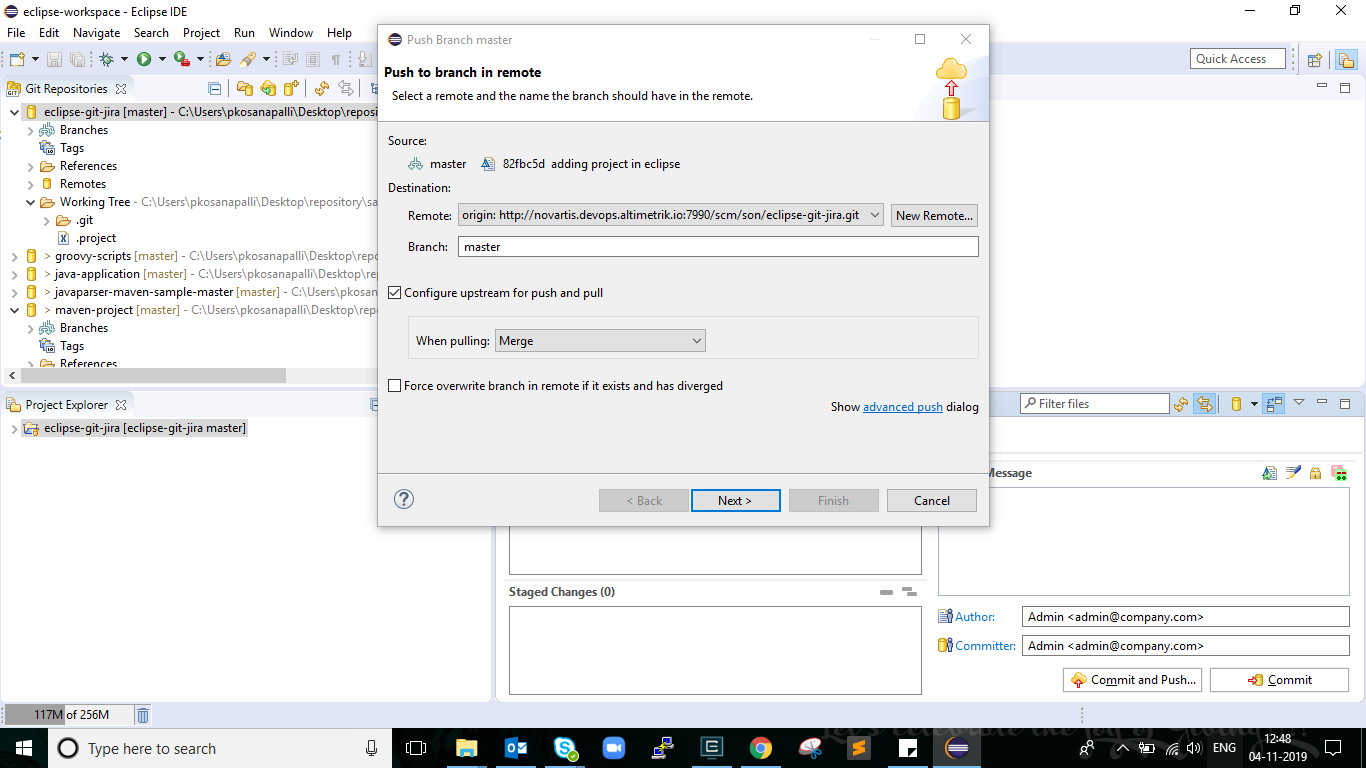 eclipse-workspace - Eclipse IDE
File Edit Navigate Search Project Run Window Help
Quick Access
Git Repositories
eclipse-git-jira [master] - C:\Users\pkosanapalli\Desktop\reposi
Branches
Tags
References
Remotes
Working Tree - C:\Users\pkosanapalli\Desktop\repository\sa
.git
.project
> groovy-scripts [master] - C:\Users\pkosanapalli\Desktop\repo
> java-application [master] - C:\Users\pkosanapalli\Desktop\rep
> javaparser-maven-sample-master [master] - C:\Users\pkosanap
> maven-project [master] - C:\Users\pkosanapalli\Desktop\rep
Branches
Tags
References
Project Explorer
eclipse-git-jira [eclipse-git-jira master]
Push Branch master
Push to branch in remote
Select a remote and the name the branch should have in the remote.
Source:
master 82fbc5d adding project in eclipse
Destination:
Remote: origin: http://novartis.devops.altimetrik.io:7990/scm/son/eclipse-git-jira.git New Remote...
Branch: master
Configure upstream for push and pull
When pulling: Merge
Force overwrite branch in remote if it exists and has diverged
Show advanced push dialog
< Back Next > Finish Cancel
Filter files
Message
Staged Changes (0)
Author: Admin <admin@company.com>
Committer: Admin <admin@company.com>
Commit and Push... Commit
117M of 256M
Type here to search
ENG
12:48
04-11-2019